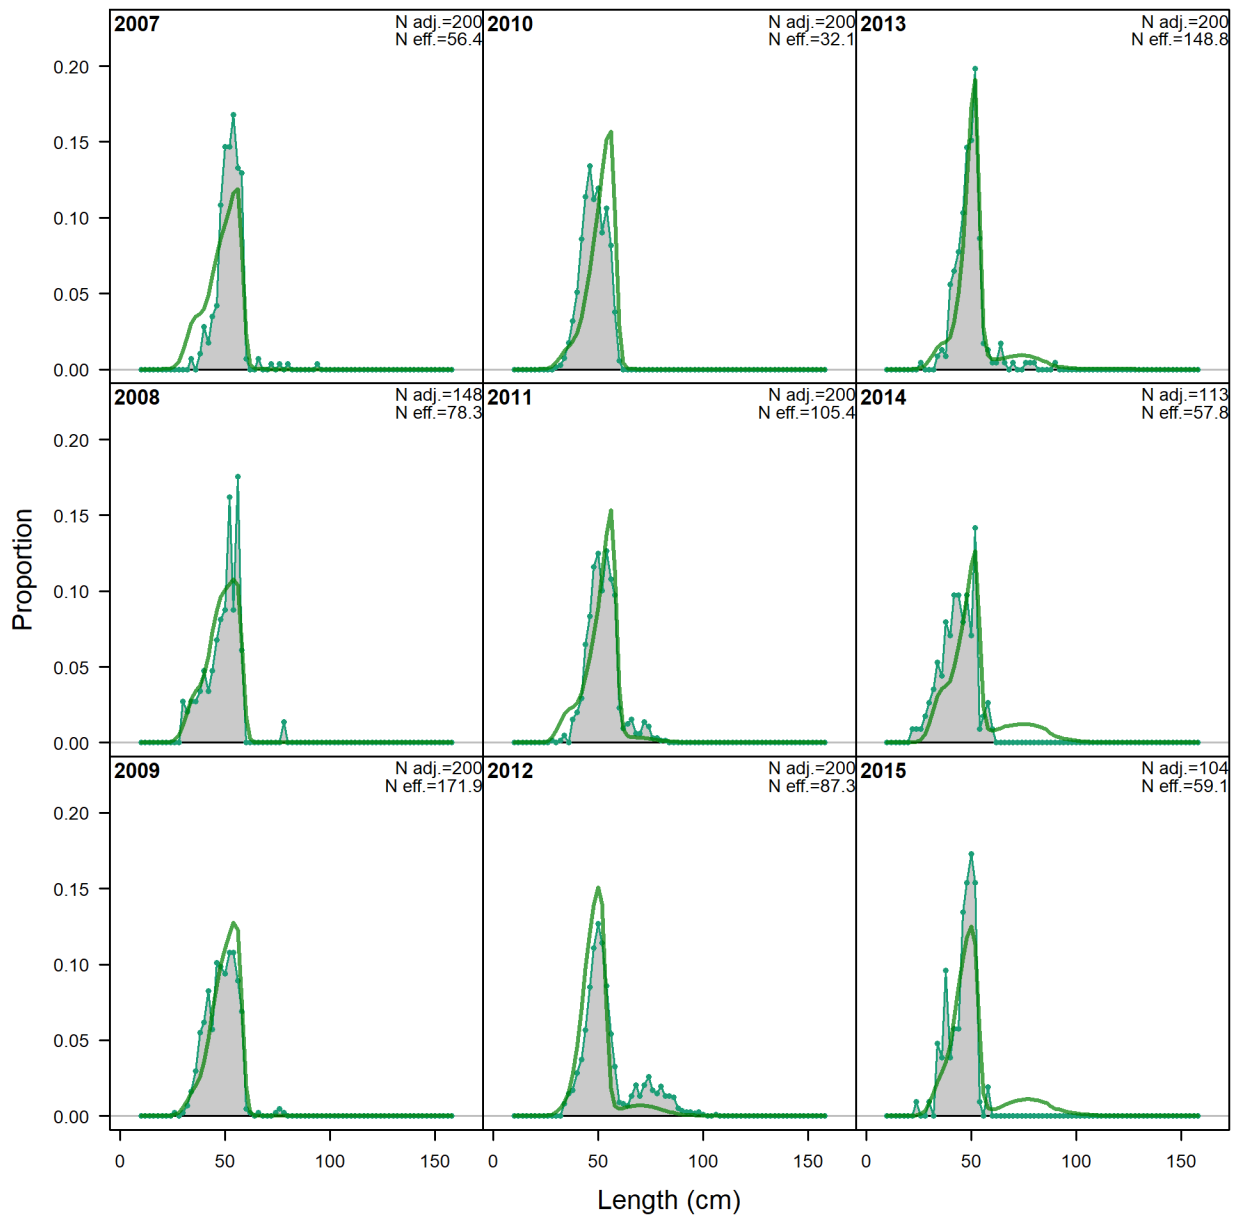 2007
N adj.=200
N eff.=56.4
2010
N adj.=200
N eff.=32.1
2013
N adj.=200
N eff.=148.8
0.20
0.15
0.10
0.05
0.00
2008
N adj.=148
N eff.=78.3
2011
N adj.=200
N eff.=105.4
2014
N adj.=113
N eff.=57.8
0.20
0.15
0.10
0.05
0.00
2009
N adj.=200
N eff.=171.9
2012
N adj.=200
N eff.=87.3
2015
N adj.=104
N eff.=59.1
0.20
0.15
0.10
0.05
0.00
Proportion
0 50 100 150 0 50 100 150 0 50 100 150
Length (cm)